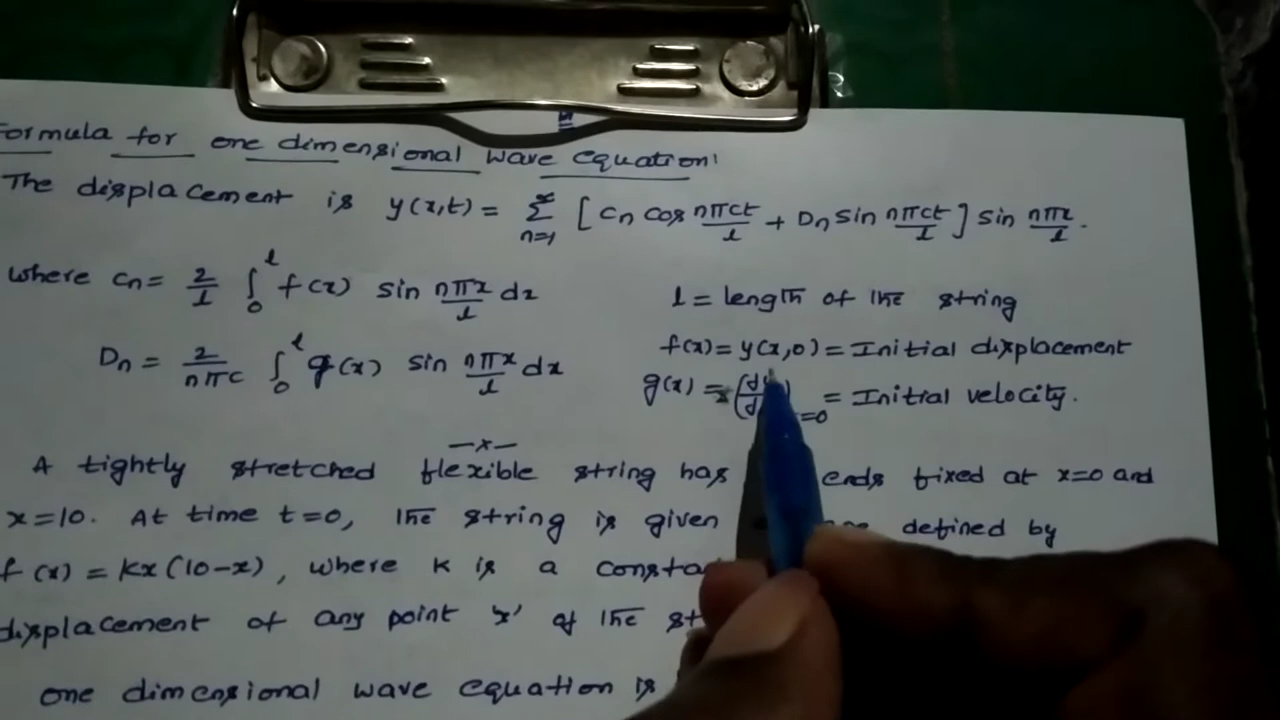 Formula for one dimensional wave equation:
The displacement is y(x,t) = ∞ Σ n=1 [Cn cos nπct/l + Dn sin nπct/l] sin nπx/l.
where Cn = 2/l ∫0^l f(x) sin nπx/l dx
l = length of the string
f(x) = y(x,0) = Initial displacement
Dn = 2/nπc ∫0^l g(x) sin nπx/l dx
g(x) = = Initial velocity.
—x—
A tightly stretched flexible string has ends fixed at x=0 and
x=10. At time t=0, the string is given defined by
f(x) = Kx(10-x), where K is a
displacement of any point 'x' of the
one dimensional wave equation is